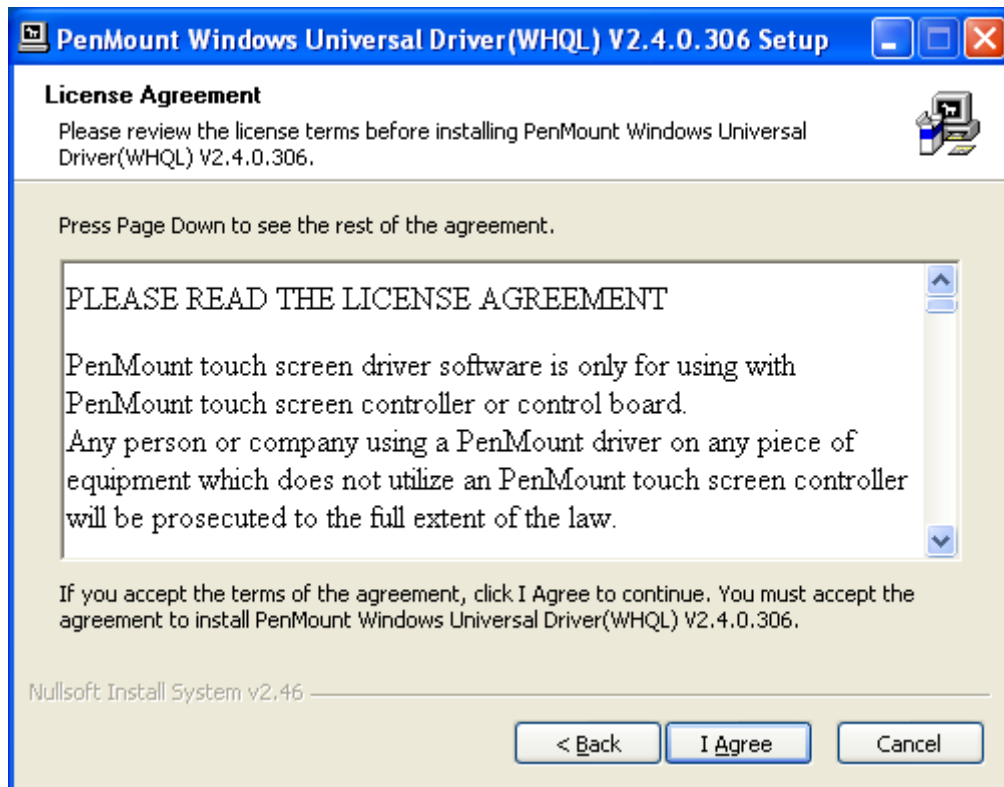 PenMount Windows Universal Driver(WHQL) V2.4.0.306 Setup
License Agreement
Please review the license terms before installing PenMount Windows Universal
Driver(WHQL) V2.4.0.306.
Press Page Down to see the rest of the agreement.
PLEASE READ THE LICENSE AGREEMENT
PenMount touch screen driver software is only for using with
PenMount touch screen controller or control board.
Any person or company using a PenMount driver on any piece of
equipment which does not utilize an PenMount touch screen controller
will be prosecuted to the full extent of the law.
If you accept the terms of the agreement, click I Agree to continue. You must accept the
agreement to install PenMount Windows Universal Driver(WHQL) V2.4.0.306.
Nullsoft Install System v2.46
< Back
I Agree
Cancel